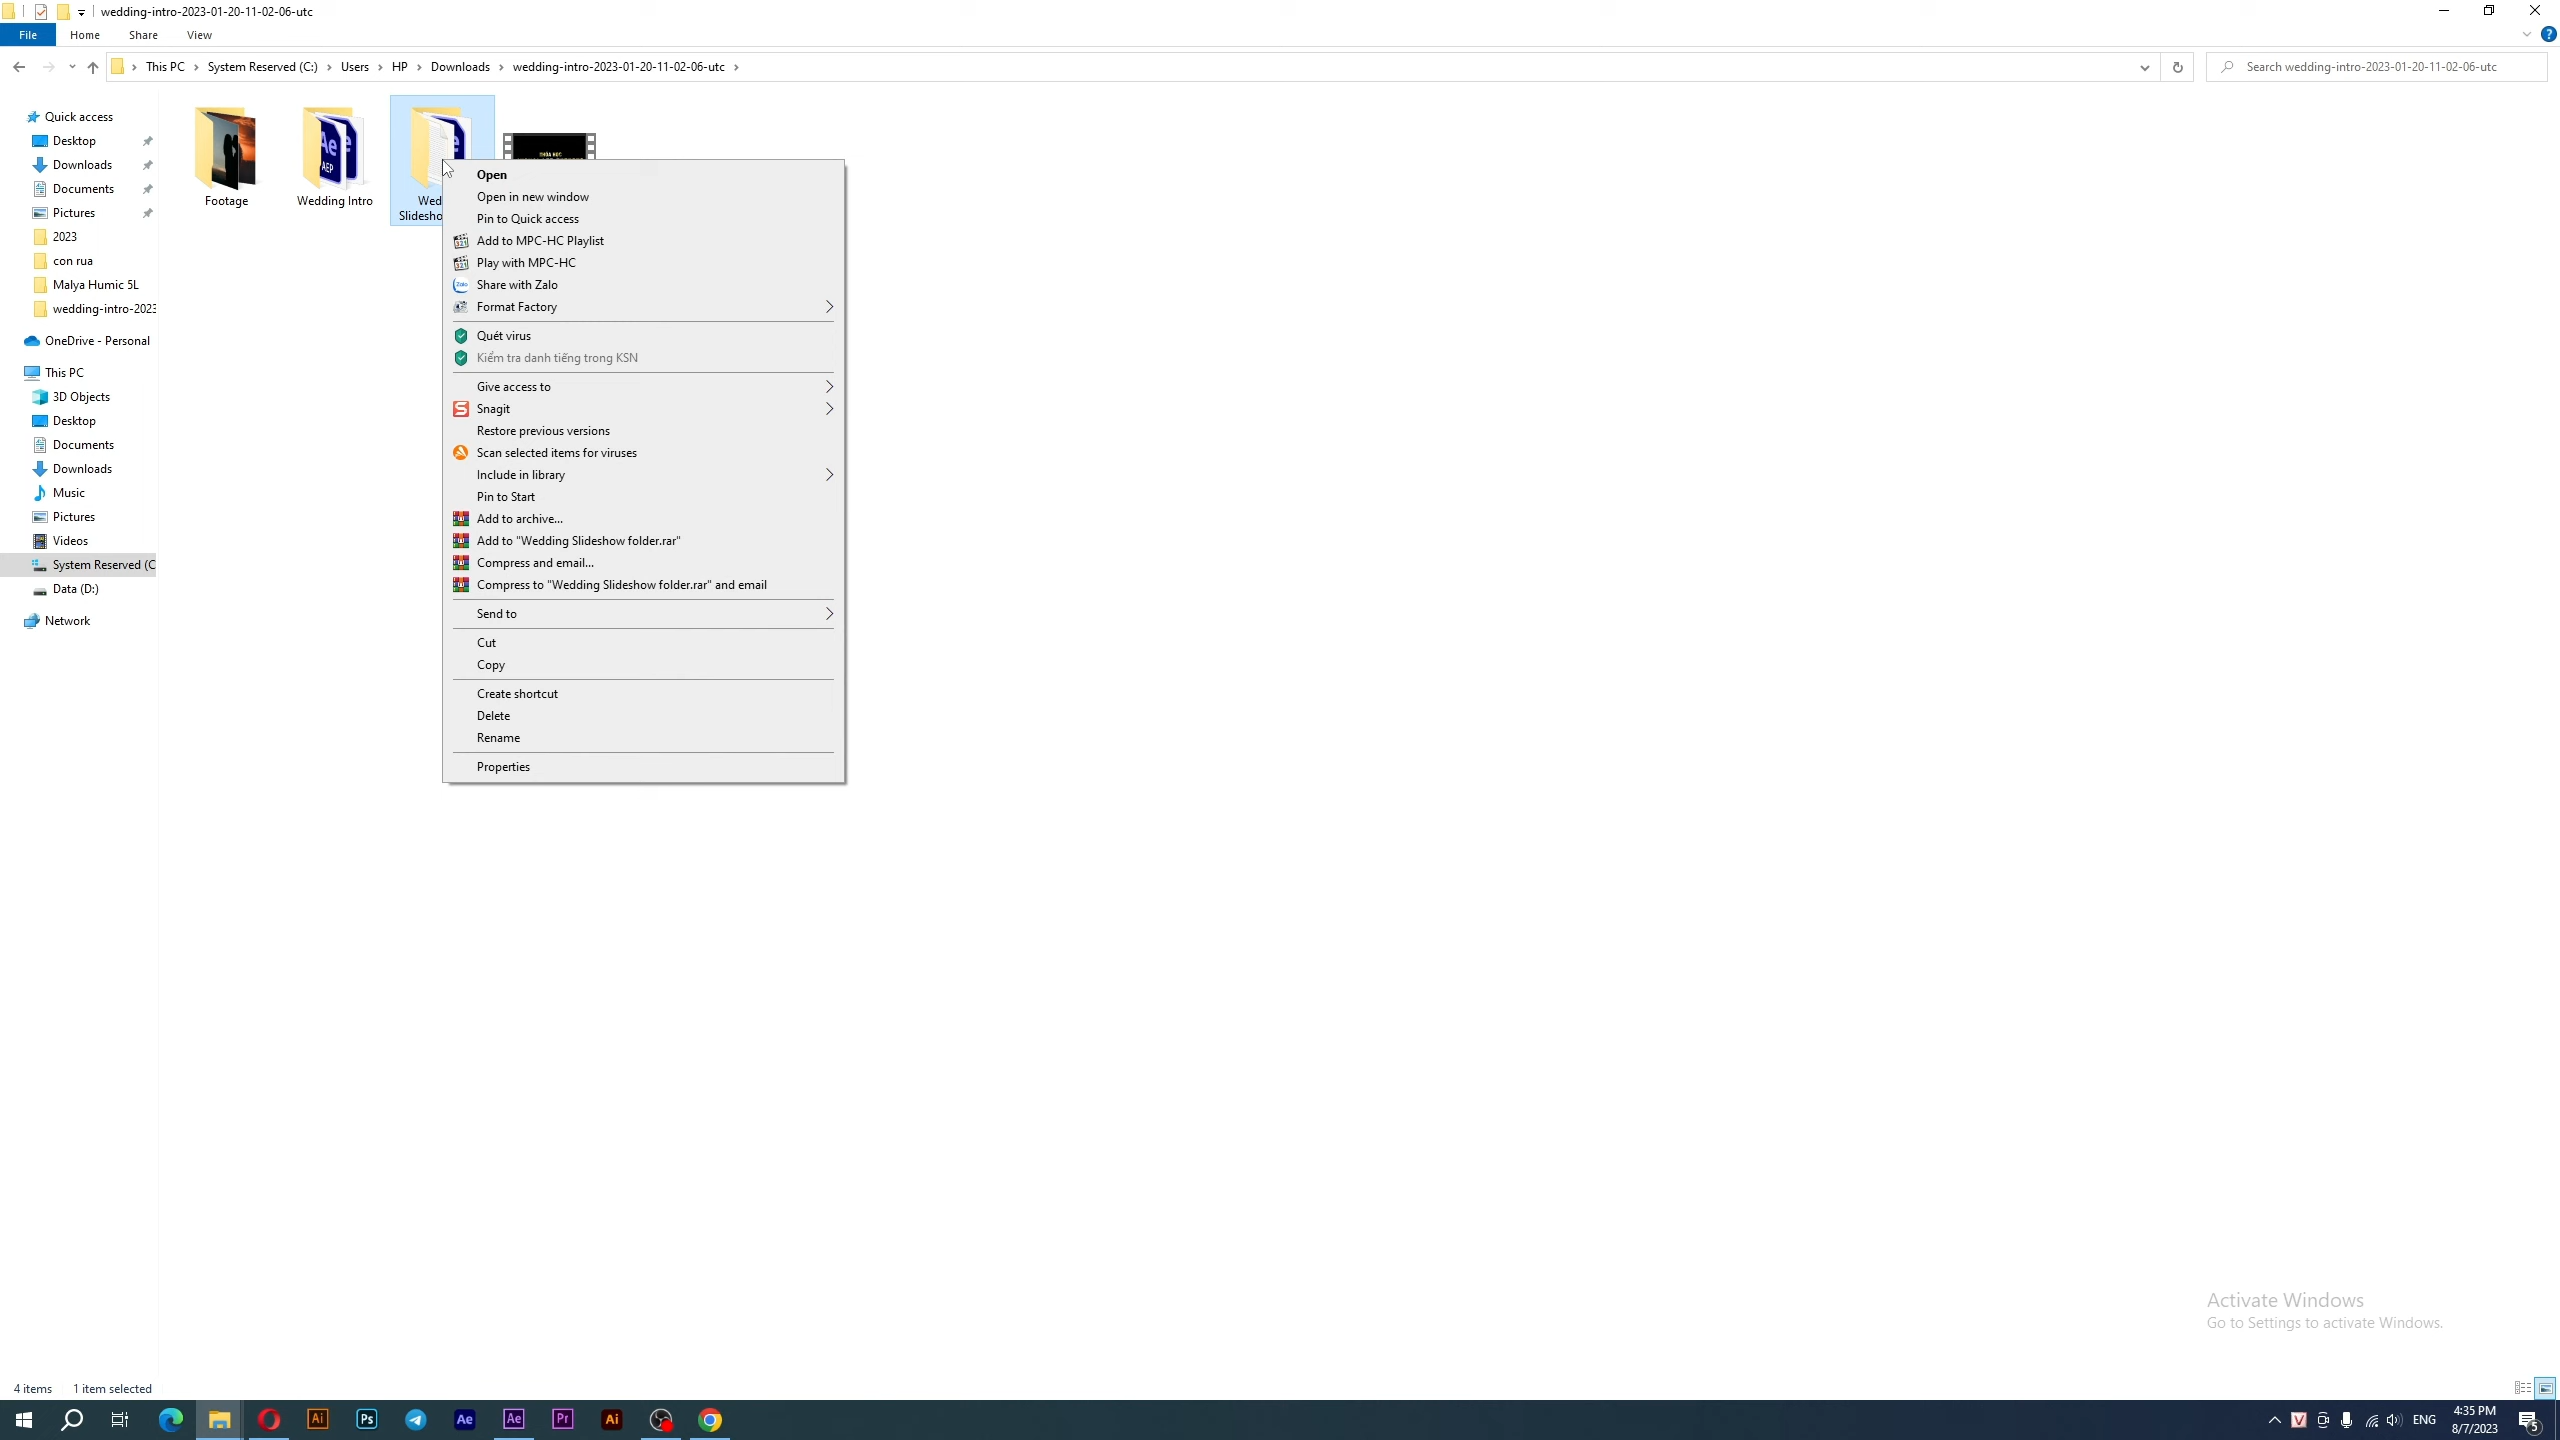 wedding-intro-2023-01-20-11-02-06-utc
File Home Share View
This PC System Reserved (C:) Users HP Downloads wedding-intro-2023-01-20-11-02-06-utc
Search wedding-intro-2023-01-20-11-02-06-utc
Quick access
Desktop
Downloads
Documents
Pictures
2023
con rua
Malya Humic 5L
wedding-intro-2023
OneDrive - Personal
This PC
3D Objects
Desktop
Documents
Downloads
Music
Pictures
Videos
System Reserved (C
Data (D:)
Network
Footage
Wedding Intro
Wed
Slidesho
Open
Open in new window
Pin to Quick access
Add to MPC-HC Playlist
Play with MPC-HC
Share with Zalo
Format Factory
Quét virus
Kiểm tra danh tiếng trong KSN
Give access to
Snagit
Restore previous versions
Scan selected items for viruses
Include in library
Pin to Start
Add to archive...
Add to "Wedding Slideshow folder.rar"
Compress and email...
Compress to "Wedding Slideshow folder.rar" and email
Send to
Cut
Copy
Create shortcut
Delete
Rename
Properties
Activate Windows
Go to Settings to activate Windows.
4 items 1 item selected
Ai Ps Ae Ae Pr Ai
ENG
4:35 PM
8/7/2023
5